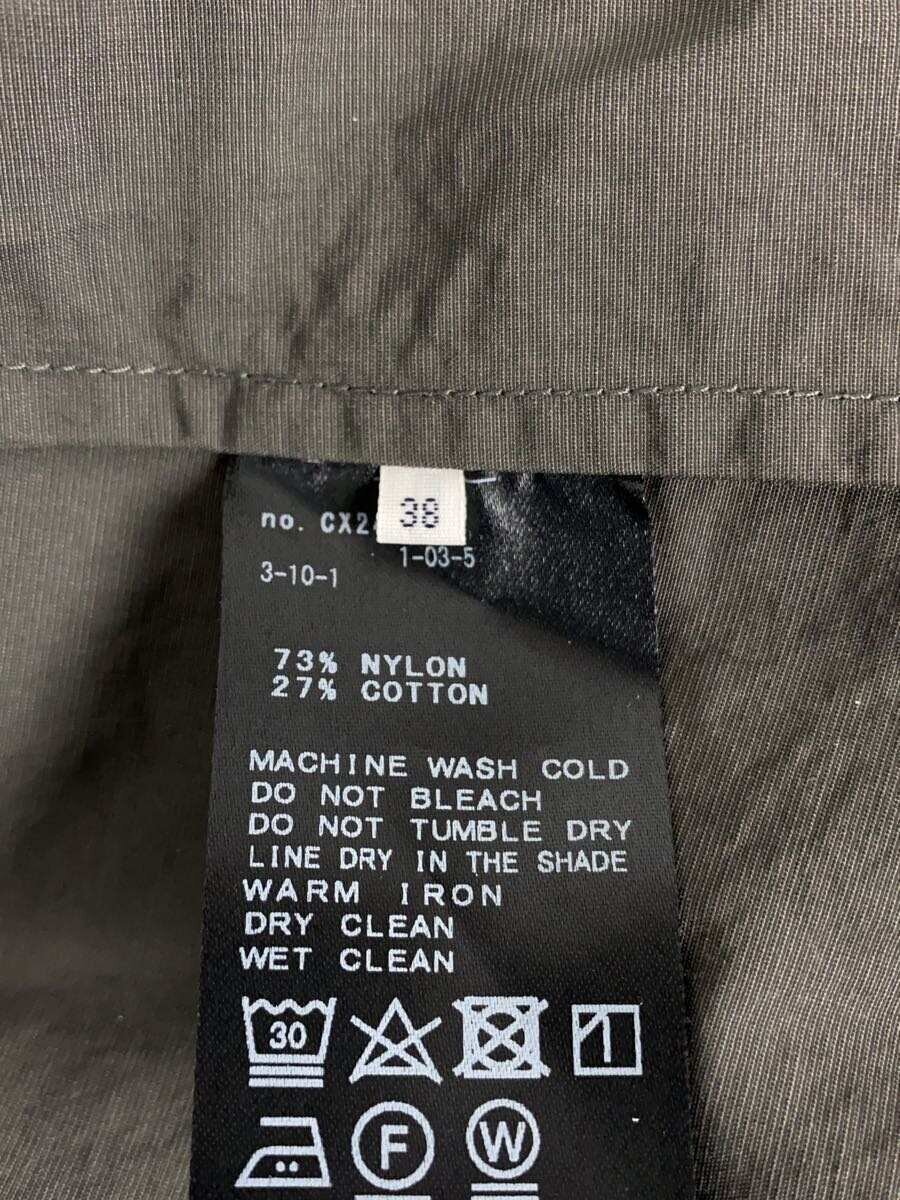 38
no. CX2
1-03-5
3-10-1
73% NYLON
27% COTTON
MACHINE WASH COLD
DO NOT BLEACH
DO NOT TUMBLE DRY
LINE DRY IN THE SHADE
WARM IRON
DRY CLEAN
WET CLEAN
30
F W